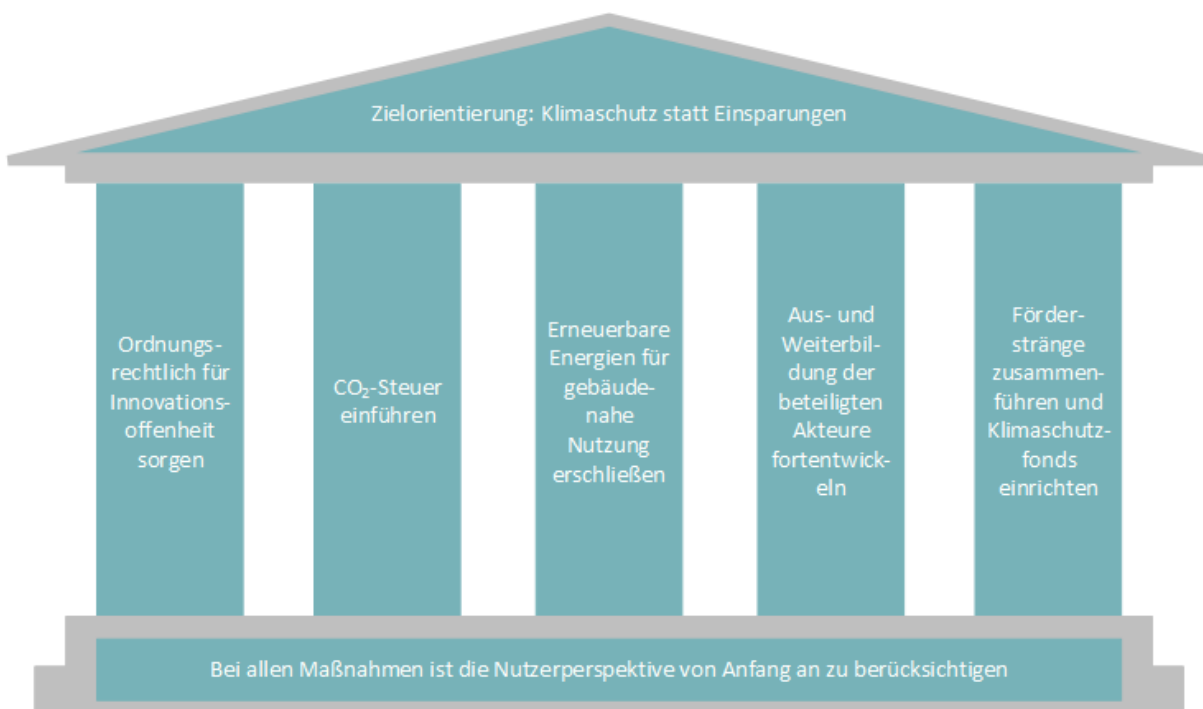 Zielorientierung: Klimaschutz statt Einsparungen
Ordnungs-
rechtlich für
Innovations-
offenheit
sorgen
CO₂-Steuer
einführen
Erneuerbare
Energien für
gebäude-
nahe
Nutzung
erschließen
Aus- und
Weiterbil-
dung der
beteiligten
Akteure
fortentwick-
eln
Förder-
stränge
zusammen-
führen und
Klimaschutz-
fonds
einrichten
Bei allen Maßnahmen ist die Nutzerperspektive von Anfang an zu berücksichtigen